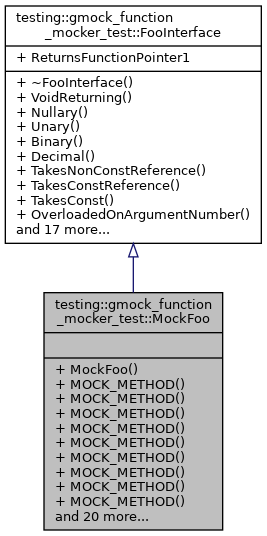 testing::gmock_function
_mocker_test::FooInterface
+ ReturnsFunctionPointer1
+ ~FooInterface()
+ VoidReturning()
+ Nullary()
+ Unary()
+ Binary()
+ Decimal()
+ TakesNonConstReference()
+ TakesConstReference()
+ TakesConst()
+ OverloadedOnArgumentNumber()
and 17 more...
testing::gmock_function
_mocker_test::MockFoo
+ MockFoo()
+ MOCK_METHOD()
+ MOCK_METHOD()
+ MOCK_METHOD()
+ MOCK_METHOD()
+ MOCK_METHOD()
+ MOCK_METHOD()
+ MOCK_METHOD()
+ MOCK_METHOD()
+ MOCK_METHOD()
and 20 more...